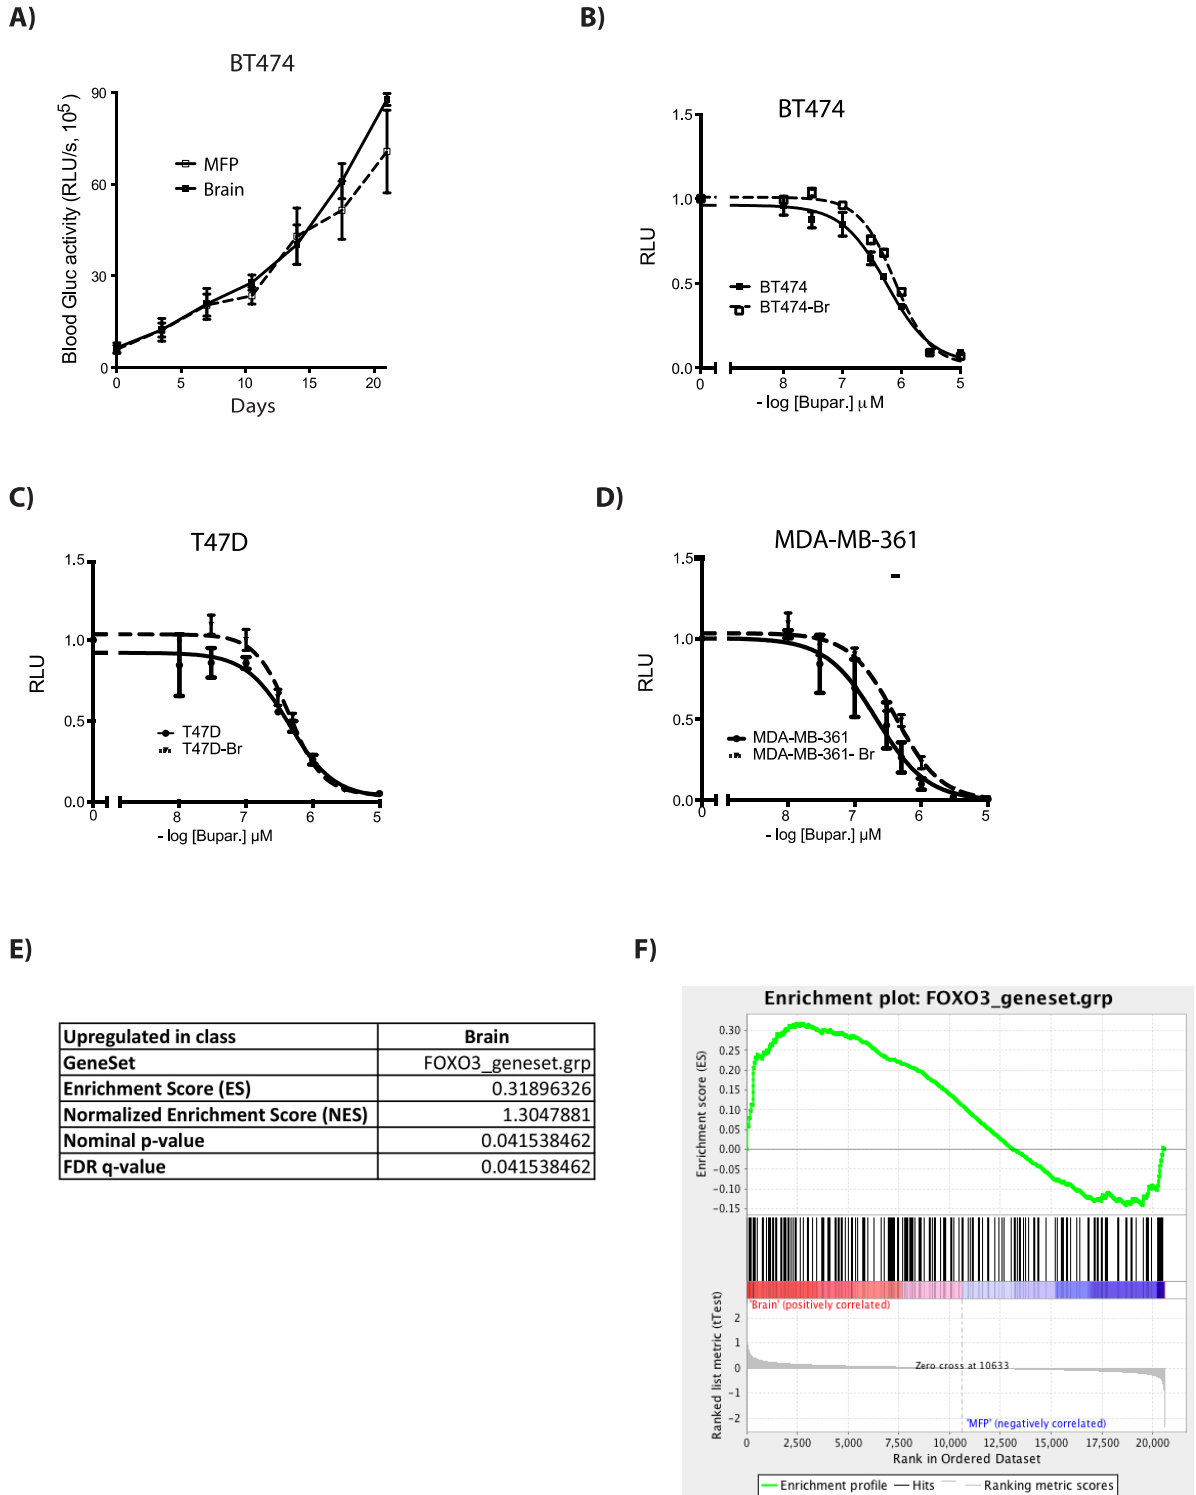 A)
BT474
Blood Gluc activity (RLU/s, 10⁵)
90
60
30
0
MFP
Brain
0 5 10 15 20
Days
B)
BT474
RLU
1.5
1.0
0.5
0.0
BT474
BT474-Br
0 8 7 6 5
- log [Bupar.] μM
C)
T47D
RLU
1.5
1.0
0.5
0.0
T47D
T47D-Br
0 8 7 6 5
- log [Bupar.] μM
D)
MDA-MB-361
RLU
1.5
1.0
0.5
0.0
MDA-MB-361
MDA-MB-361- Br
0 8 7 6 5
- log [Bupar.] μM
E)
Upregulated in class Brain
GeneSet FOXO3_geneset.grp
Enrichment Score (ES) 0.31896326
Normalized Enrichment Score (NES) 1.3047881
Nominal p-value 0.041538462
FDR q-value 0.041538462
F)
Enrichment plot: FOXO3_geneset.grp
Enrichment score (ES)
0.30
0.25
0.20
0.15
0.10
0.05
0.00
-0.05
-0.10
-0.15
'Brain' (positively correlated)
Ranked list metric (tTest)
2
1
0
-1
-2
Zero cross at 10633
'MFP' (negatively correlated)
0 2,500 5,000 7,500 10,000 12,500 15,000 17,500 20,000
Rank in Ordered Dataset
Enrichment profile Hits Ranking metric scores